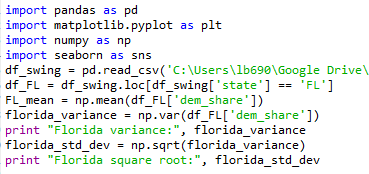 import pandas as pd
import matplotlib.pyplot as plt
import numpy as np
import seaborn as sns
df_swing = pd.read_csv('C:\Users\lb690\Google Drive\
df_FL = df_swing.loc[df_swing['state'] == 'FL']
FL_mean = np.mean(df_FL['dem_share'])
florida_variance = np.var(df_FL['dem_share'])
print "Florida variance:", florida_variance
florida_std_dev = np.sqrt(florida_variance)
print "Florida square root:", florida_std_dev